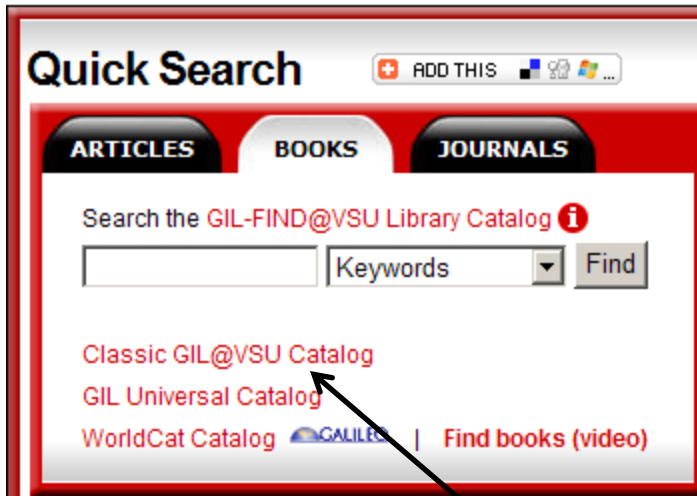 Quick Search ADD THIS ...
ARTICLES BOOKS JOURNALS
Search the GIL-FIND@VSU Library Catalog i
Keywords Find
Classic GIL@VSU Catalog
GIL Universal Catalog
WorldCat Catalog GALILEO | Find books (video)